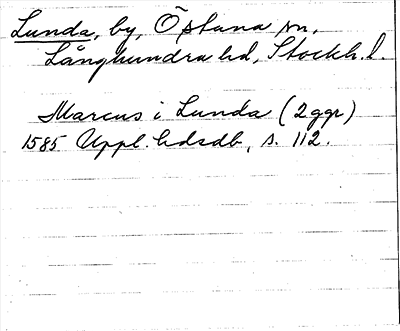 Lunda, by, Östuna sn,
Långhundra hd, Stockh. l.
Marcus i Lunda (2 ggr)
1585 Uppl. hdsdb, s. 112.